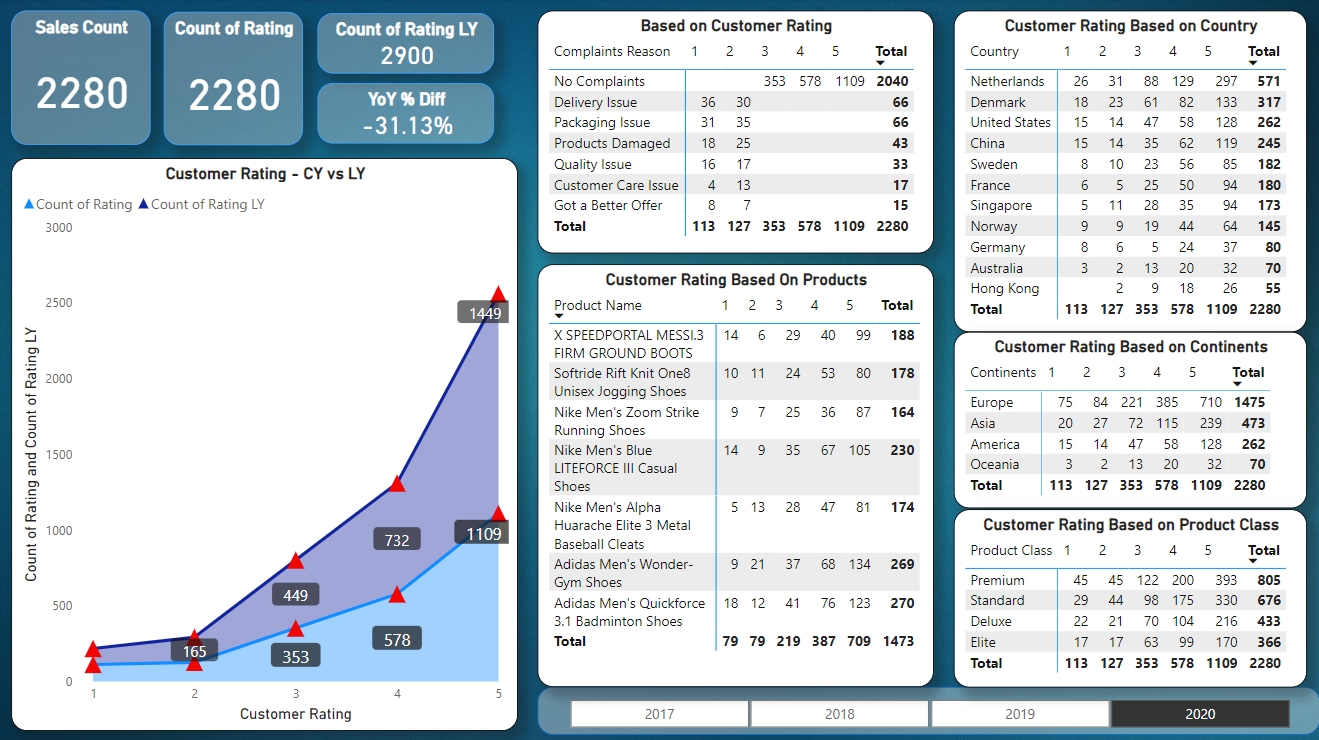 Sales Count
2280
Count of Rating
2280
Count of Rating LY
2900
YoY % Diff
-31.13%
Customer Rating - CY vs LY
Count of Rating Count of Rating LY
Count of Rating and Count of Rating LY
3000
2500
2000
1500
1000
500
0
1449
1109
732
578
449
353
165
1 2 3 4 5
Customer Rating
Based on Customer Rating
Complaints Reason 1 2 3 4 5 Total
No Complaints 353 578 1109 2040
Delivery Issue 36 30 66
Packaging Issue 31 35 66
Products Damaged 18 25 43
Quality Issue 16 17 33
Customer Care Issue 4 13 17
Got a Better Offer 8 7 15
Total 113 127 353 578 1109 2280
Customer Rating Based On Products
Product Name 1 2 3 4 5 Total
X SPEEDPORTAL MESSI.3 14 6 29 40 99 188
FIRM GROUND BOOTS
Softride Rift Knit One8 10 11 24 53 80 178
Unisex Jogging Shoes
Nike Men's Zoom Strike 9 7 25 36 87 164
Running Shoes
Nike Men's Blue 14 9 35 67 105 230
LITEFORCE III Casual
Shoes
Nike Men's Alpha 5 13 28 47 81 174
Huarache Elite 3 Metal
Baseball Cleats
Adidas Men's Wonder- 9 21 37 68 134 269
Gym Shoes
Adidas Men's Quickforce 18 12 41 76 123 270
3.1 Badminton Shoes
Total 79 79 219 387 709 1473
Customer Rating Based on Country
Country 1 2 3 4 5 Total
Netherlands 26 31 88 129 297 571
Denmark 18 23 61 82 133 317
United States 15 14 47 58 128 262
China 15 14 35 62 119 245
Sweden 8 10 23 56 85 182
France 6 5 25 50 94 180
Singapore 5 11 28 35 94 173
Norway 9 9 19 44 64 145
Germany 8 6 5 24 37 80
Australia 3 2 13 20 32 70
Hong Kong 2 9 18 26 55
Total 113 127 353 578 1109 2280
Customer Rating Based on Continents
Continents 1 2 3 4 5 Total
Europe 75 84 221 385 710 1475
Asia 20 27 72 115 239 473
America 15 14 47 58 128 262
Oceania 3 2 13 20 32 70
Total 113 127 353 578 1109 2280
Customer Rating Based on Product Class
Product Class 1 2 3 4 5 Total
Premium 45 45 122 200 393 805
Standard 29 44 98 175 330 676
Deluxe 22 21 70 104 216 433
Elite 17 17 63 99 170 366
Total 113 127 353 578 1109 2280
2017 2018 2019 2020